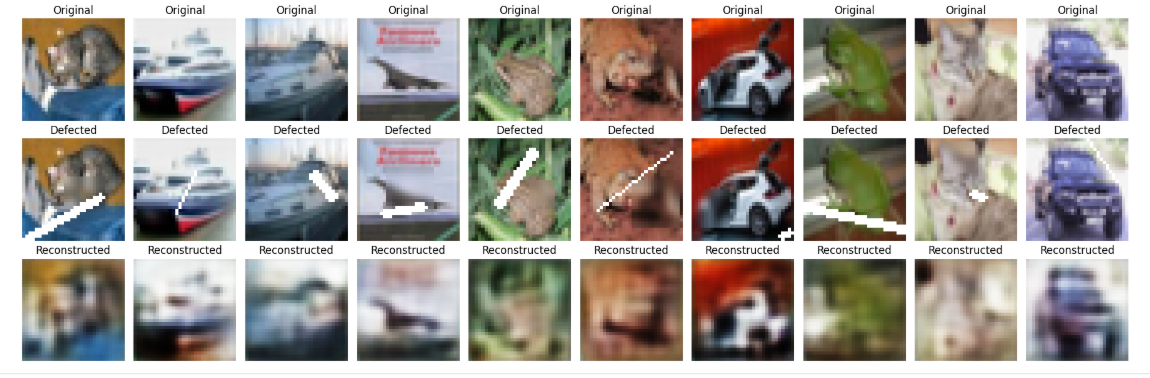 Original Original Original Original Original Original Original Original Original Original
Defected Defected Defected Defected Defected Defected Defected Defected Defected Defected
Reconstructed Reconstructed Reconstructed Reconstructed Reconstructed Reconstructed Reconstructed Reconstructed Reconstructed Reconstructed